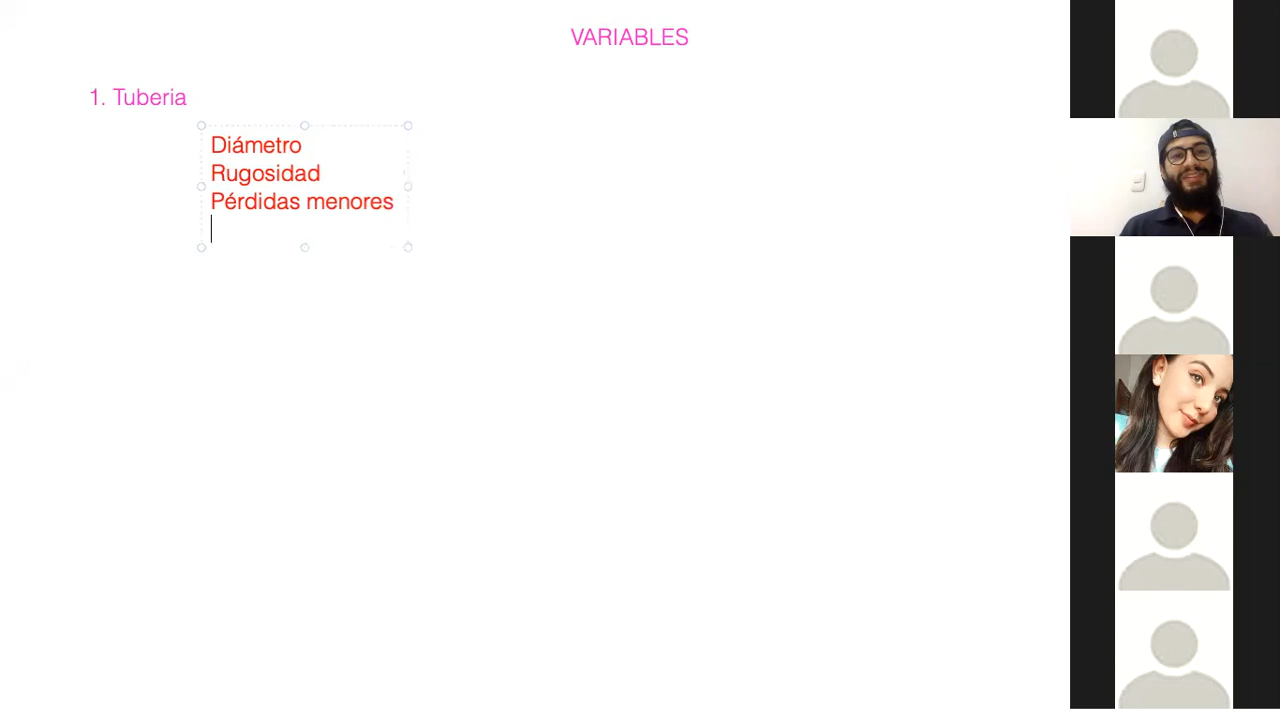 VARIABLES
1. Tuberia
Diámetro
Rugosidad
Pérdidas menores